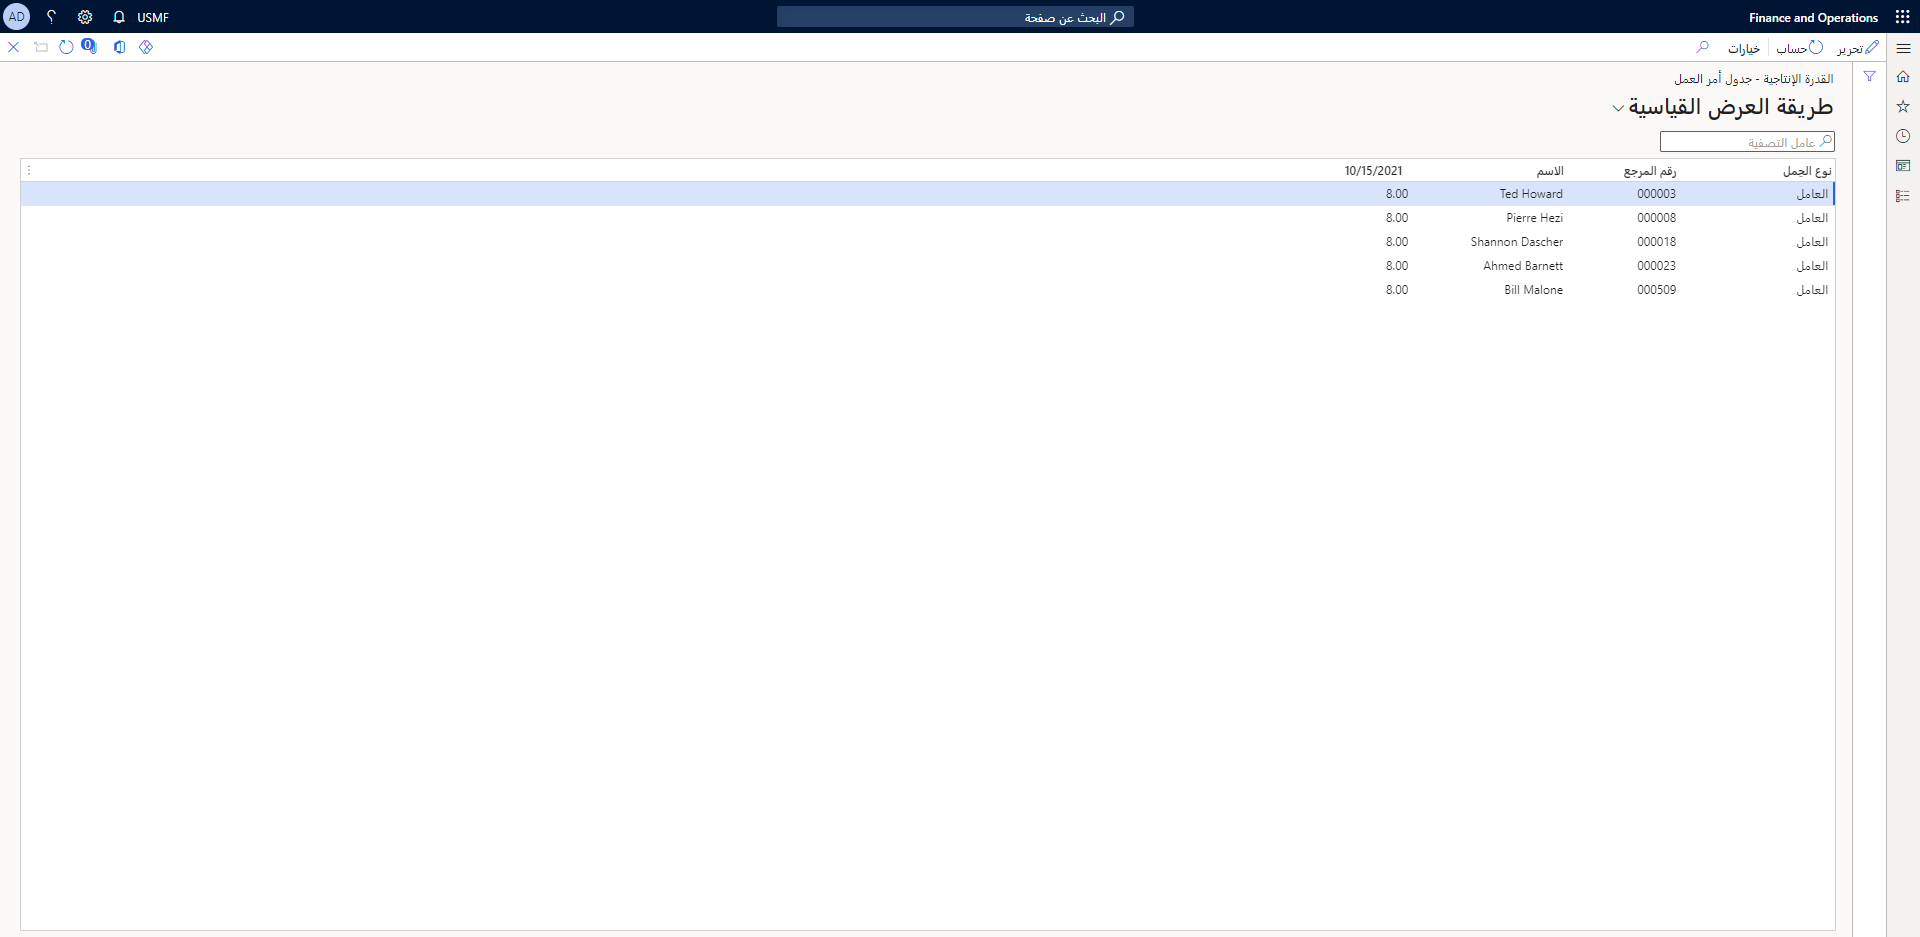 Finance and Operations
البحث عن صفحة
USMF
AD
تحرير
حساب
خيارات
0
القدرة الإنتاجية - جدول أمر العمل
طريقة العرض القياسية
عامل التصفية
نوع الجمل رقم المرجع الاسم 10/15/2021
العامل 000003 Ted Howard 8.00
العامل 000008 Pierre Hezi 8.00
العامل 000018 Shannon Dascher 8.00
العامل 000023 Ahmed Barnett 8.00
العامل 000509 Bill Malone 8.00